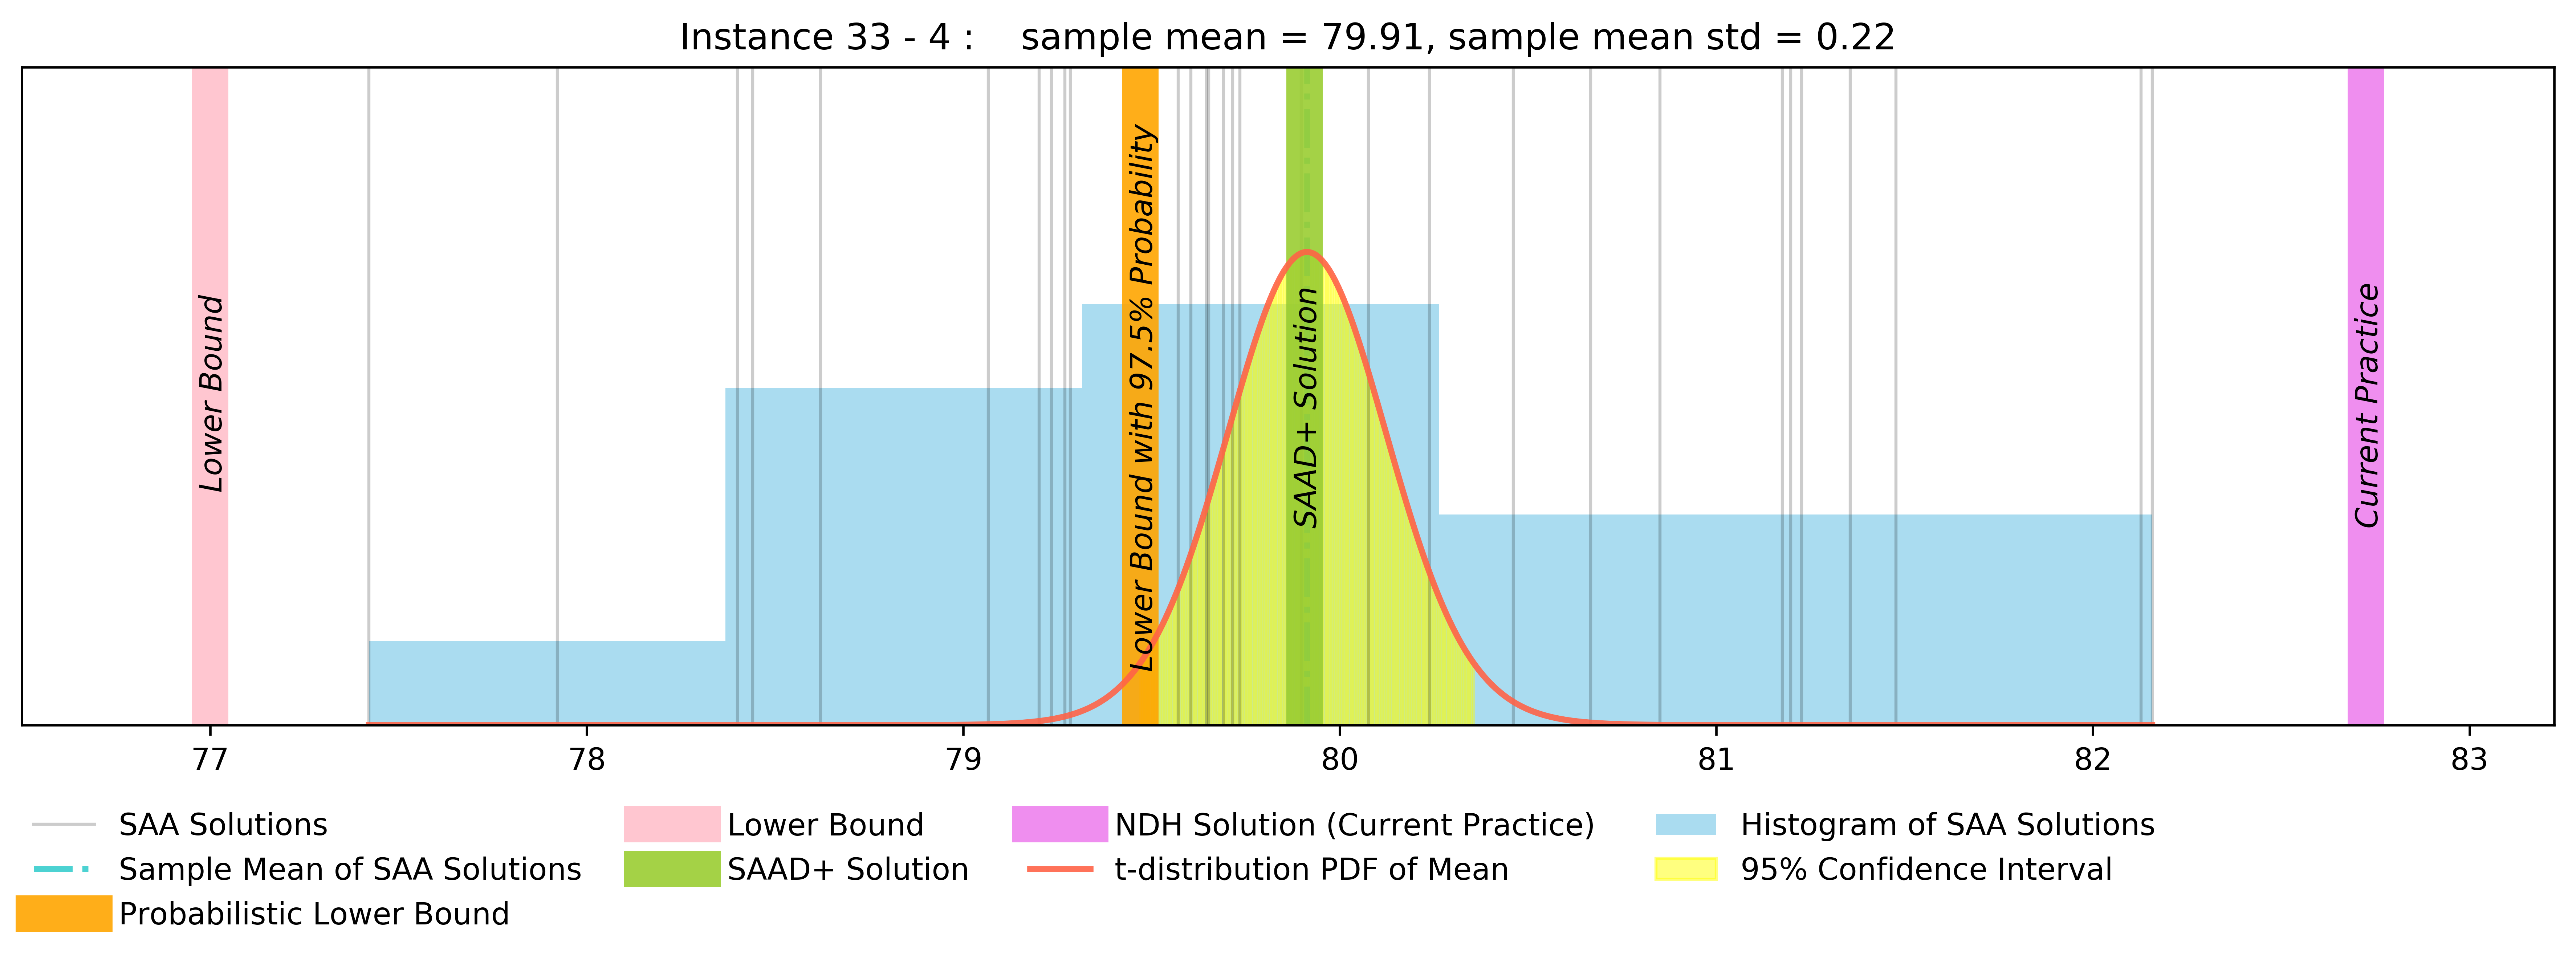 Instance 33 - 4 :    sample mean = 79.91, sample mean std = 0.22
Lower Bound
Lower Bound with 97.5% Probability
SAAD+ Solution
Current Practice
77 78 79 80 81 82 83
SAA Solutions
Sample Mean of SAA Solutions
Probabilistic Lower Bound
Lower Bound
SAAD+ Solution
NDH Solution (Current Practice)
t-distribution PDF of Mean
Histogram of SAA Solutions
95% Confidence Interval